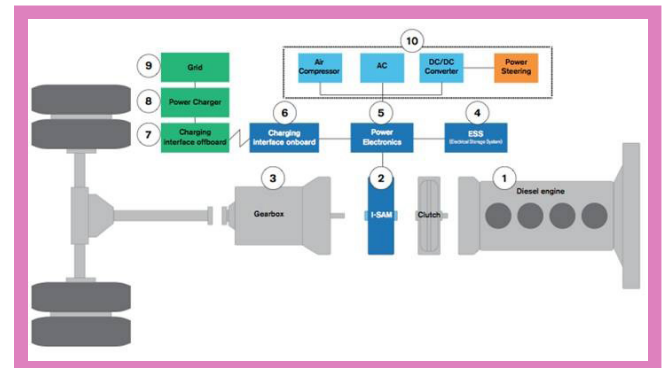 10
9
Grid
Air
Compressor
AC
DC/DC
Converter
Power
Steering
8
Power Charger
7
Charging
interface offboard
6
Charging
interface onboard
5
Power
Electronics
4
ESS
(Electrical Storage System)
3
Gearbox
2
I-SAM
Clutch
1
Diesel engine